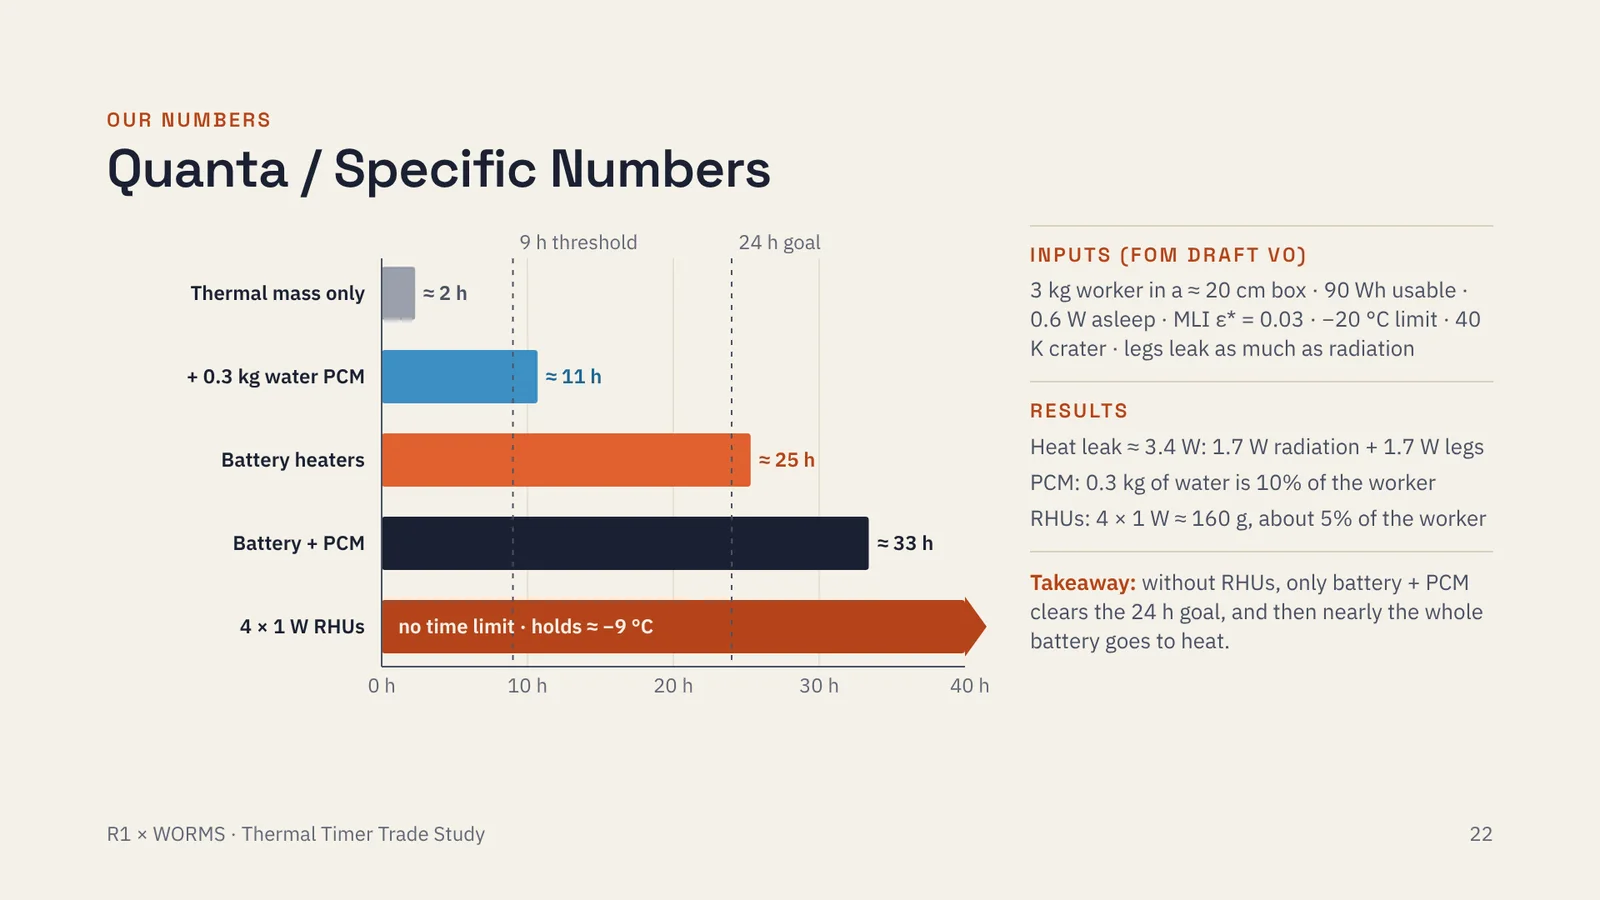 OUR NUMBERS
Quanta / Specific Numbers
9 h threshold
24 h goal
Thermal mass only
≈ 2 h
+ 0.3 kg water PCM
≈ 11 h
Battery heaters
≈ 25 h
Battery + PCM
≈ 33 h
4 × 1 W RHUs
no time limit · holds ≈ −9 °C
0 h
10 h
20 h
30 h
40 h
INPUTS (FOM DRAFT V0)
3 kg worker in a ≈ 20 cm box · 90 Wh usable ·
0.6 W asleep · MLI ε* = 0.03 · −20 °C limit · 40
K crater · legs leak as much as radiation
RESULTS
Heat leak ≈ 3.4 W: 1.7 W radiation + 1.7 W legs
PCM: 0.3 kg of water is 10% of the worker
RHUs: 4 × 1 W ≈ 160 g, about 5% of the worker
Takeaway: without RHUs, only battery + PCM
clears the 24 h goal, and then nearly the whole
battery goes to heat.
R1 × WORMS · Thermal Timer Trade Study
22